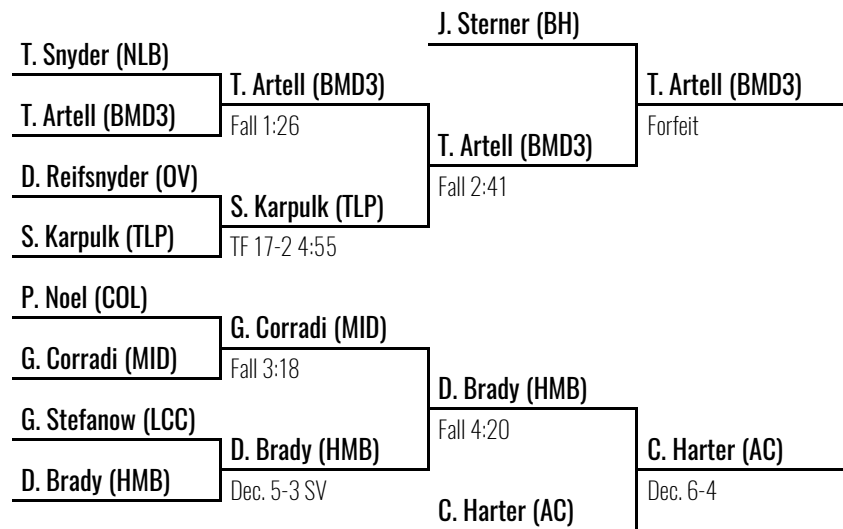 J. Sterner (BH)
T. Snyder (NLB)
T. Artell (BMD3)
T. Artell (BMD3)
T. Artell (BMD3)
Fall 1:26
Forfeit
T. Artell (BMD3)
D. Reifsnyder (OV)
Fall 2:41
S. Karpulk (TLP)
S. Karpulk (TLP)
TF 17-2 4:55
P. Noel (COL)
G. Corradi (MID)
G. Corradi (MID)
Fall 3:18
D. Brady (HMB)
G. Stefanow (LCC)
Fall 4:20
D. Brady (HMB)
C. Harter (AC)
D. Brady (HMB)
Dec. 5-3 SV
Dec. 6-4
C. Harter (AC)